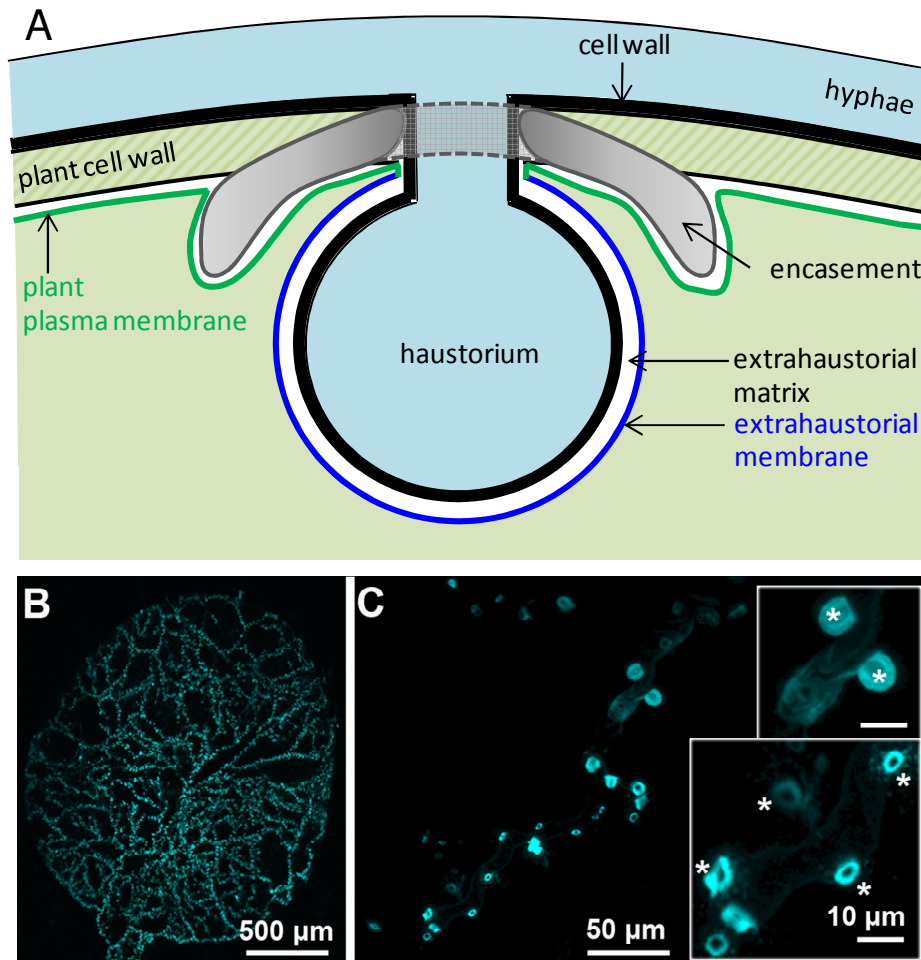 A
cell wall
hyphae
plant cell wall
encasement
plant
plasma membrane
haustorium
extrahaustorial
matrix
extrahaustorial
membrane
B
500 µm
C
50 µm
*
*
*
*
*
*
10 µm